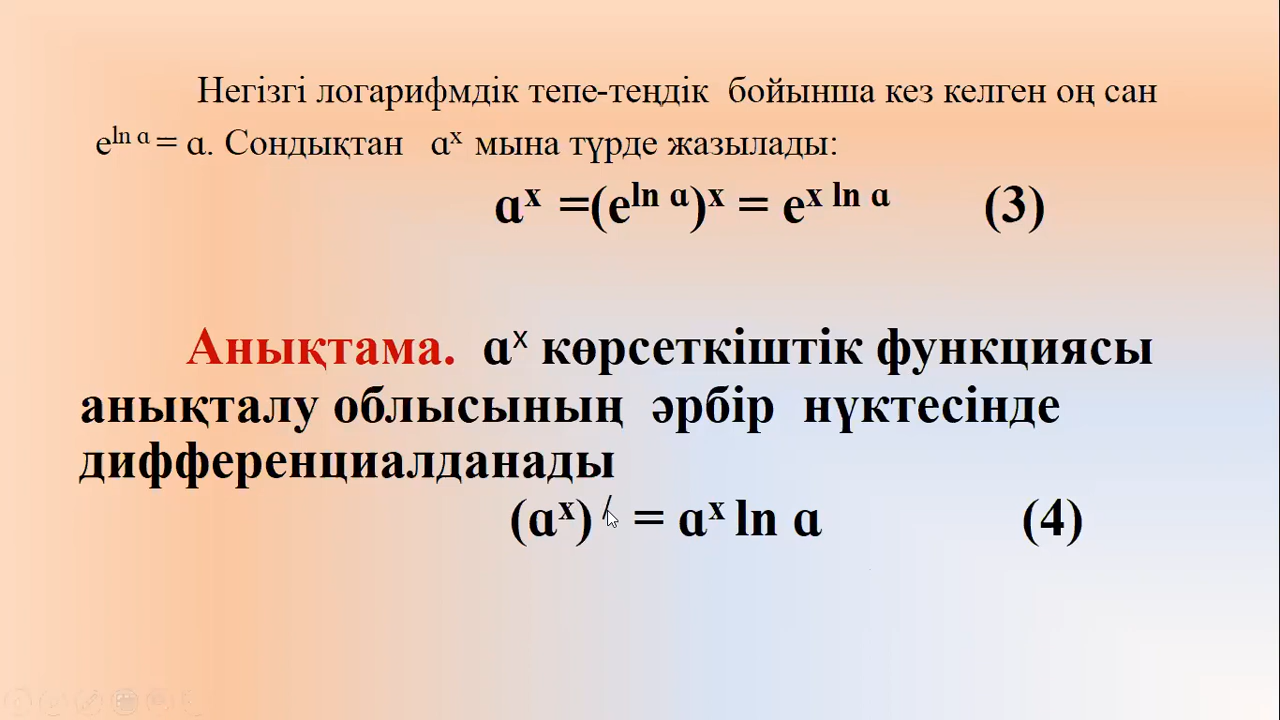 Негізгі логарифмдік тепе-теңдік бойынша кез келген оң сан
e^ln ɑ = ɑ. Сондықтан ɑ^x мына түрде жазылады:
ɑ^x =(e^ln ɑ)^x = e^x ln ɑ (3)
Анықтама. ɑ^x көрсеткіштік функциясы
анықталу облысының әрбір нүктесінде
дифференциалданады
(ɑ^x) ^/ = ɑ^x ln ɑ (4)